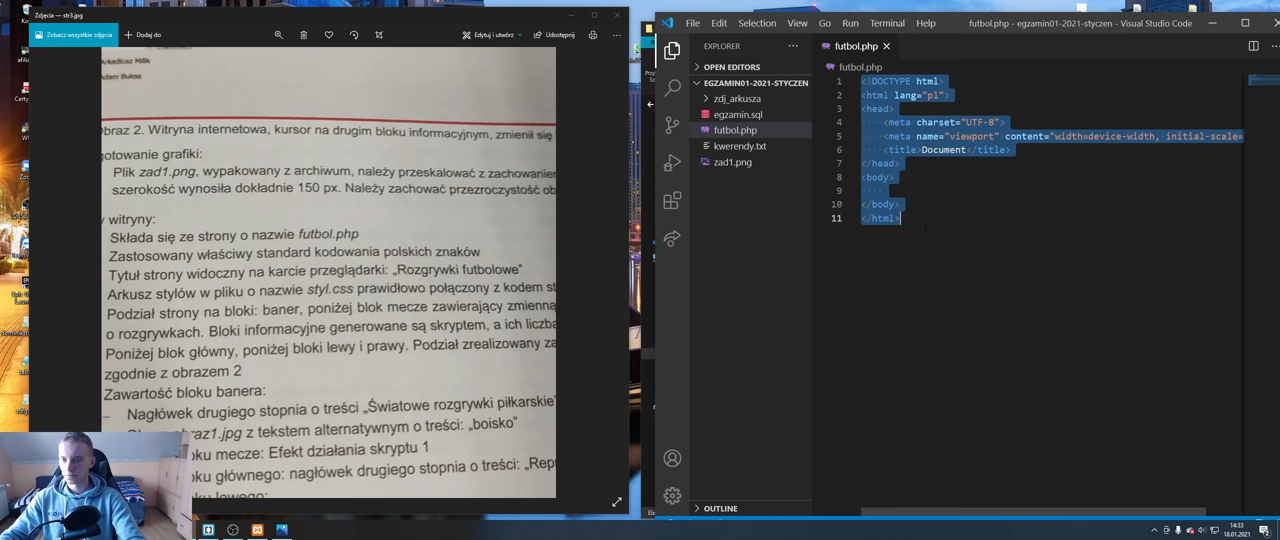 Zdjęcia — str3.jpg
Zobacz wszystkie zdjęcia
Dodaj do
Edytuj i utwórz
Udostępnij
Arkadiusz Milik
Adam Buksa
braz 2. Witryna internetowa, kursor na drugim bloku informacyjnym, zmienił się
gotowanie grafiki:
Plik zad1.png, wypakowany z archiwum, należy przeskalować z zachowaniem
szerokość wynosiła dokładnie 150 px. Należy zachować przezroczystość ob
y witryny:
Składa się ze strony o nazwie futbol.php
Zastosowany właściwy standard kodowania polskich znaków
Tytuł strony widoczny na karcie przeglądarki: „Rozgrywki futbolowe”
Arkusz stylów w pliku o nazwie styl.css prawidłowo połączony z kodem st
Podział strony na bloki: baner, poniżej blok mecze zawierający zmienną
o rozgrywkach. Bloki informacyjne generowane są skryptem, a ich liczba
Poniżej blok główny, poniżej bloki lewy i prawy. Podział zrealizowany za
zgodnie z obrazem 2
Zawartość bloku banera:
– Nagłówek drugiego stopnia o treści „Światowe rozgrywki piłkarskie”
braz1.jpg z tekstem alternatywnym o treści: „boisko”
oku mecze: Efekt działania skryptu 1
oku głównego: nagłówek drugiego stopnia o treści: „Rep
oku lewego:
File Edit Selection View Go Run Terminal Help
futbol.php - egzamin01-2021-styczen - Visual Studio Code
EXPLORER
OPEN EDITORS
EGZAMIN01-2021-STYCZEN
zdj_arkusza
egzamin.sql
futbol.php
kwerendy.txt
zad1.png
OUTLINE
futbol.php
futbol.php
1 <!DOCTYPE html>
2 <html lang="pl">
3 <head>
4 <meta charset="UTF-8">
5 <meta name="viewport" content="width=device-width, initial-scale=
6 <title>Document</title>
7 </head>
8 <body>
9
10 </body>
11 </html>
14:33
18.01.2021